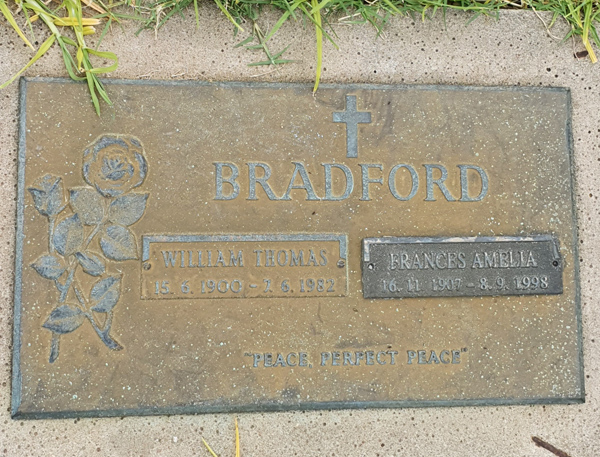 BRADFORD
WILLIAM THOMAS
15. 5. 1900 - 7. 6. 1982
FRANCES AMELIA
16. 11. 1907 - 8. 9. 1998
"PEACE, PERFECT PEACE"